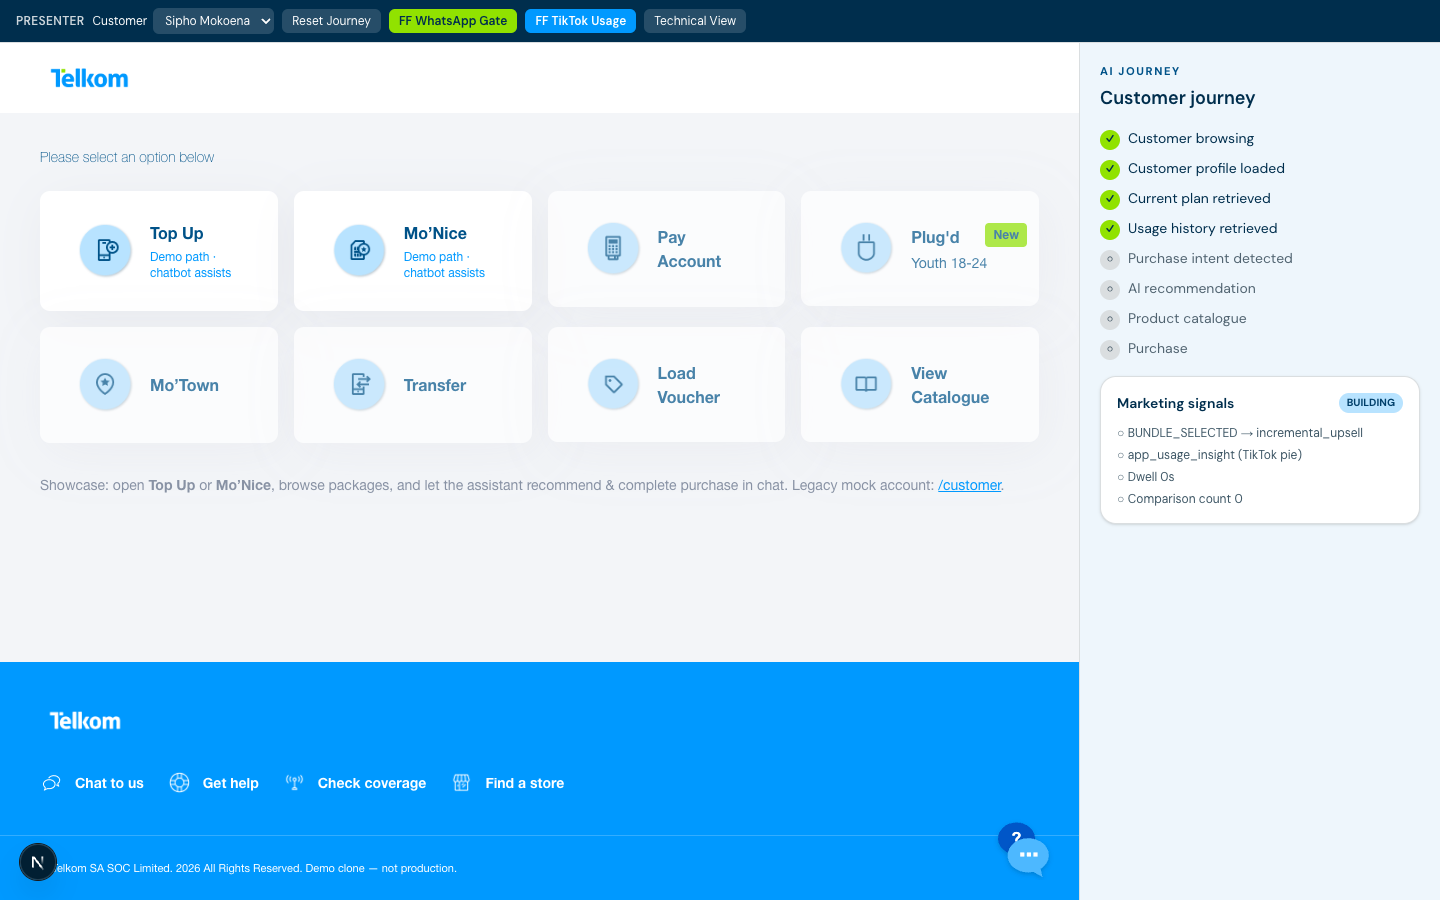 PRESENTER Customer Sipho Mokoena Reset Journey FF WhatsApp Gate FF TikTok Usage Technical View
Telkom
Please select an option below
Top Up
Demo path ·
chatbot assists
Mo’Nice
Demo path ·
chatbot assists
Pay
Account
Plug'd
New
Youth 18-24
Mo’Town
Transfer
Load
Voucher
View
Catalogue
Showcase: open Top Up or Mo’Nice, browse packages, and let the assistant recommend & complete purchase in chat. Legacy mock account: /customer.
Telkom
Chat to us Get help Check coverage Find a store
elkom SA SOC Limited. 2026 All Rights Reserved. Demo clone — not production.
N
?
AI JOURNEY
Customer journey
Customer browsing
Customer profile loaded
Current plan retrieved
Usage history retrieved
Purchase intent detected
AI recommendation
Product catalogue
Purchase
Marketing signals BUILDING
○ BUNDLE_SELECTED → incremental_upsell
○ app_usage_insight (TikTok pie)
○ Dwell 0s
○ Comparison count 0